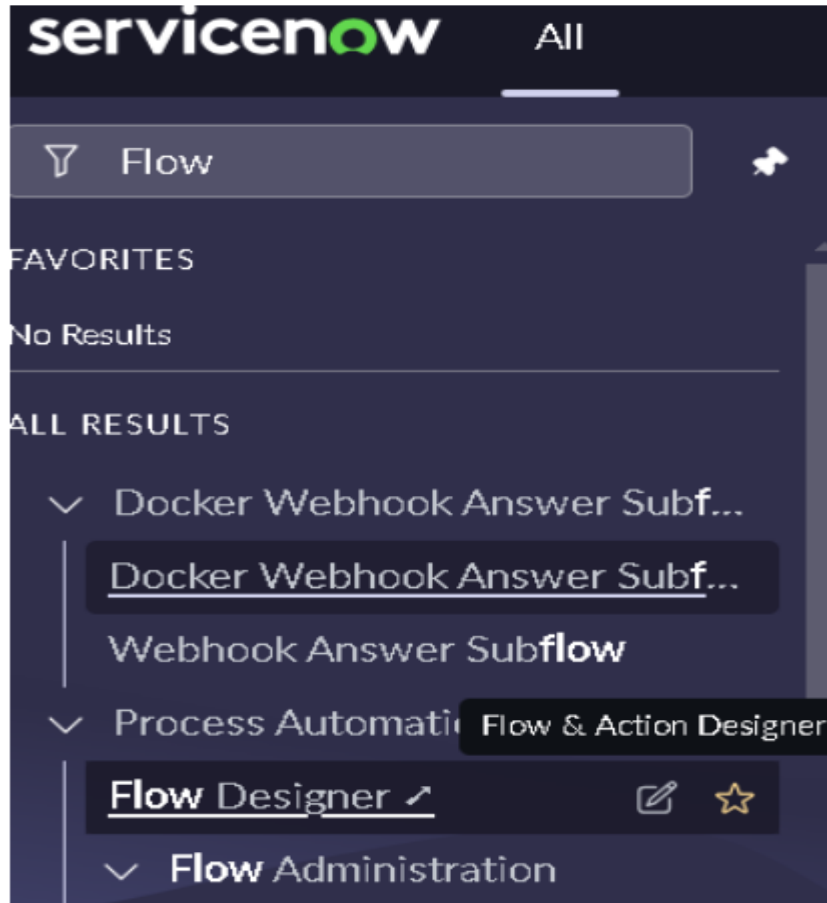 servicenow All
Flow
FAVORITES
No Results
ALL RESULTS
Docker Webhook Answer Subf...
Docker Webhook Answer Subf...
Webhook Answer Subflow
Process Automati
Flow & Action Designer
Flow Designer
Flow Administration